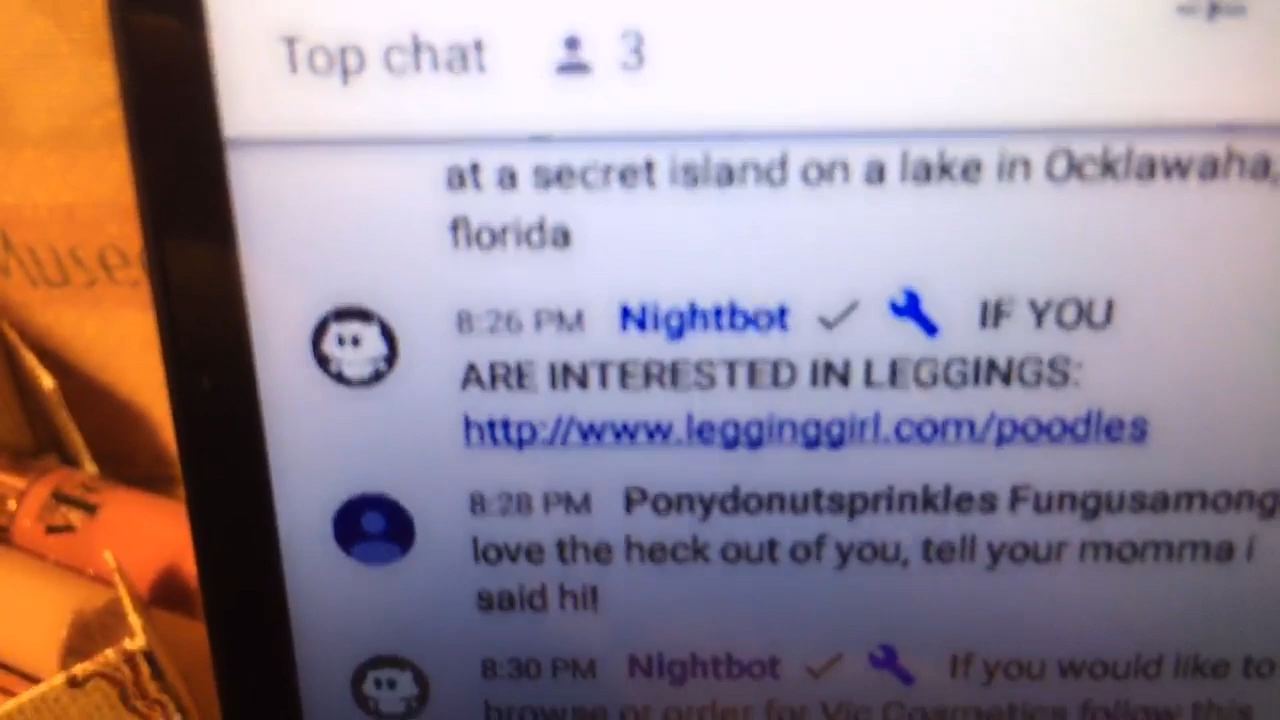 Top chat 3
at a secret island on a lake in Ocklawaha,
florida
8:26 PM Nightbot IF YOU
ARE INTERESTED IN LEGGINGS:
http://www.legginggirl.com/poodles
8:28 PM Ponydonutsprinkles Fungusamong
love the heck out of you, tell your momma i
said hi!
8:30 PM Nightbot If you would like to
browse or order for Vic Cosmetics follow this